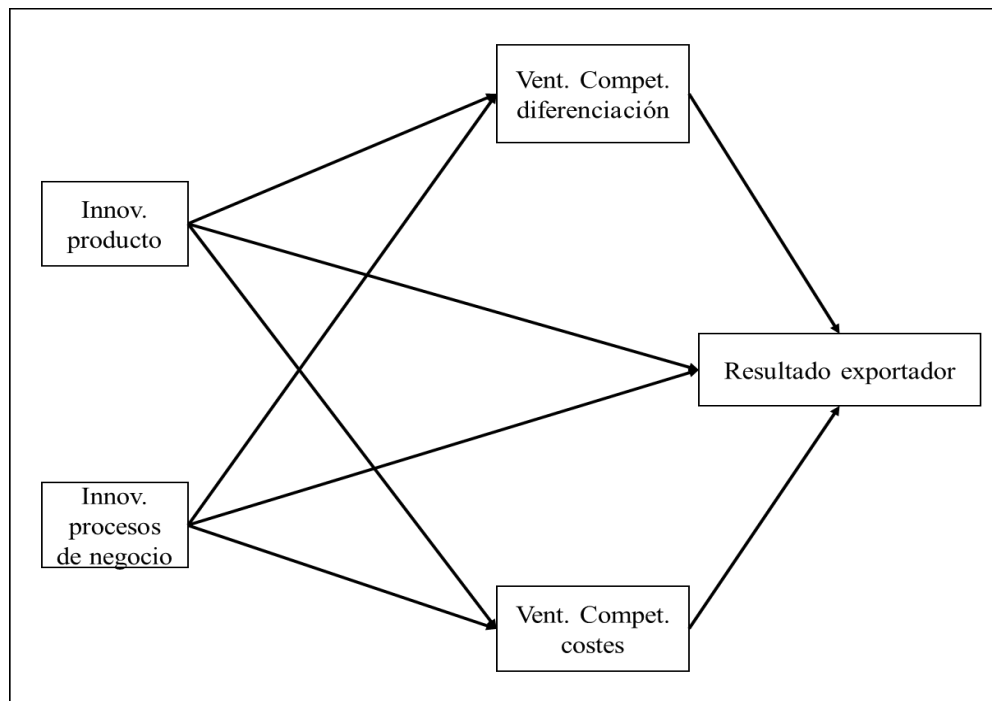 Vent. Compet.
diferenciación
Innov.
producto
Resultado exportador
Innov.
procesos
de negocio
Vent. Compet.
costes